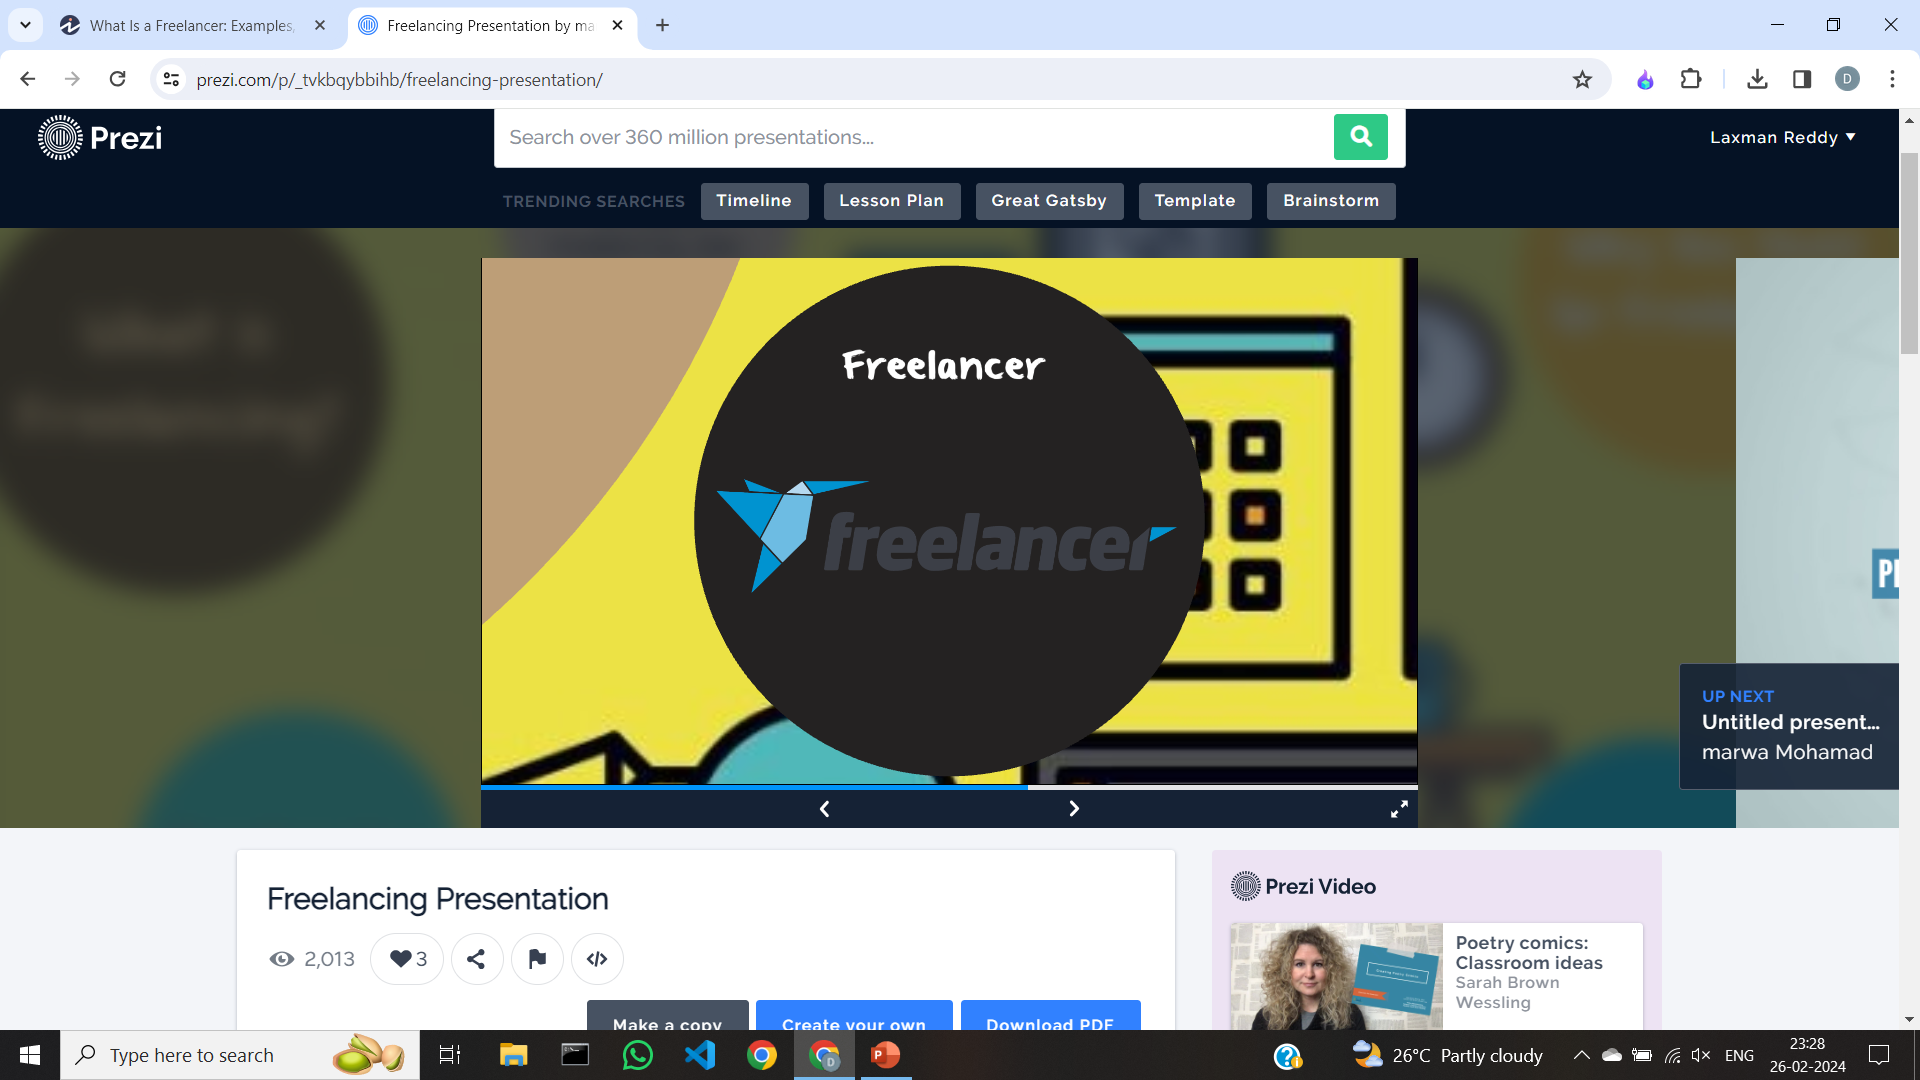 What Is a Freelancer: Examples,
Freelancing Presentation by ma
prezi.com/p/_tvkbqybbihb/freelancing-presentation/
D
Prezi
Search over 360 million presentations...
Laxman Reddy
TRENDING SEARCHES
Timeline
Lesson Plan
Great Gatsby
Template
Brainstorm
What is
Freelancing?
Freelancer
freelancer
UP NEXT
Untitled present...
marwa Mohamad
Freelancing Presentation
2,013
3
Make a copy
Create your own
Download PDF
Prezi Video
Poetry comics:
Classroom ideas
Sarah Brown
Wessling
Type here to search
26°C Partly cloudy
ENG
23:28
26-02-2024